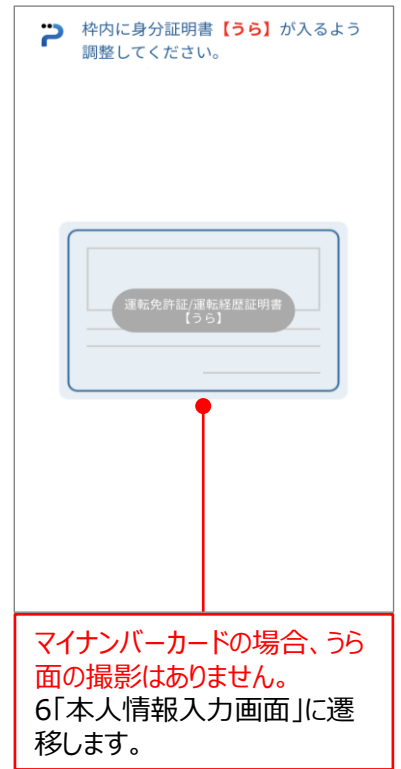 枠内に身分証明書【うら】が入るよう
調整してください。
運転免許証/運転経歴証明書
【うら】
マイナンバーカードの場合、うら
面の撮影はありません。
6「本人情報入力画面」に遷
移します。